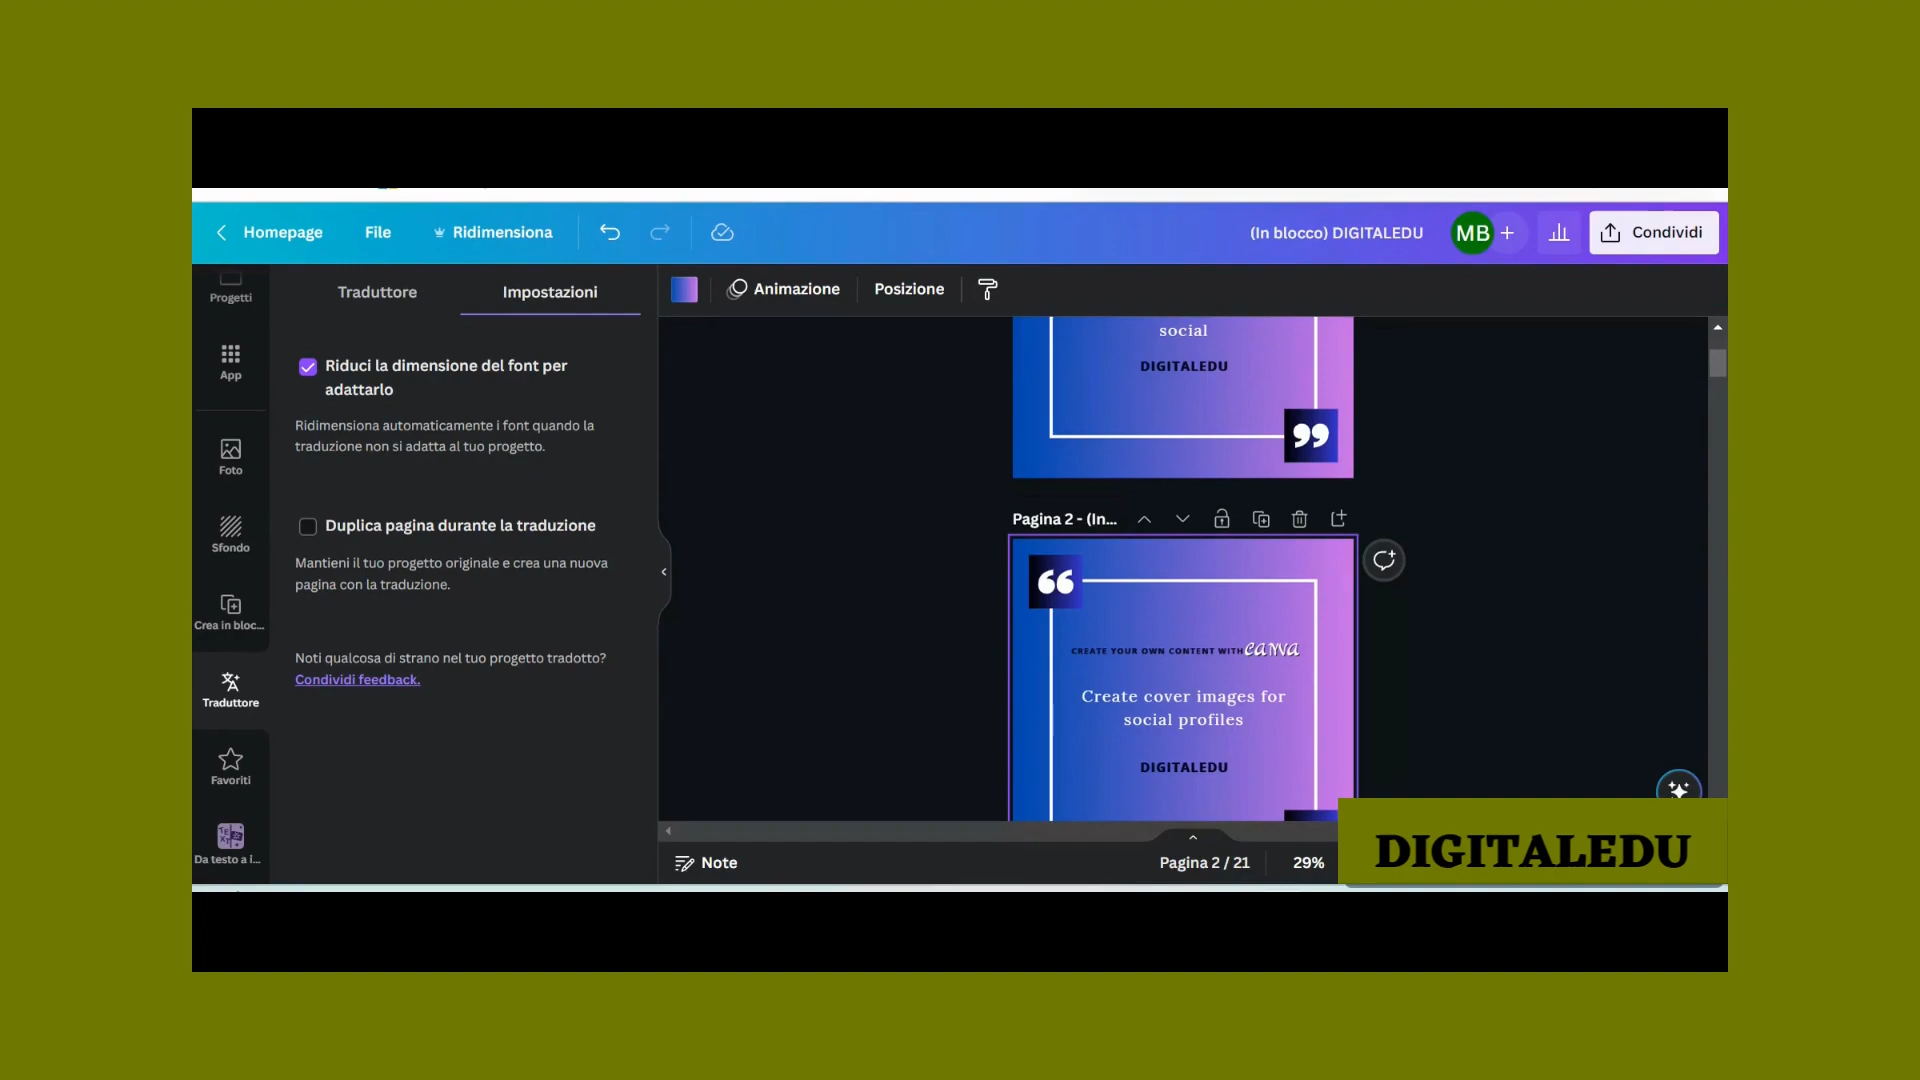 Homepage
File
Ridimensiona
(In blocco) DIGITALEDU
MB
Condividi
Progetti
App
Foto
Sfondo
Crea in bloc...
Traduttore
Favoriti
Da testo a i...
Traduttore
Impostazioni
Riduci la dimensione del font per
adattarlo
Ridimensiona automaticamente i font quando la
traduzione non si adatta al tuo progetto.
Duplica pagina durante la traduzione
Mantieni il tuo progetto originale e crea una nuova
pagina con la traduzione.
Noti qualcosa di strano nel tuo progetto tradotto?
Condividi feedback.
Animazione
Posizione
social
DIGITALEDU
Pagina 2 - (In...
CREATE YOUR OWN CONTENT WITH canva
Create cover images for
social profiles
DIGITALEDU
Note
Pagina 2 / 21
29%
DIGITALEDU